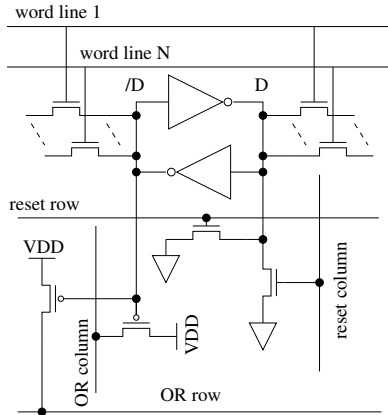 word line 1
word line N
/D
D
reset row
VDD
OR column
VDD
reset column
OR row